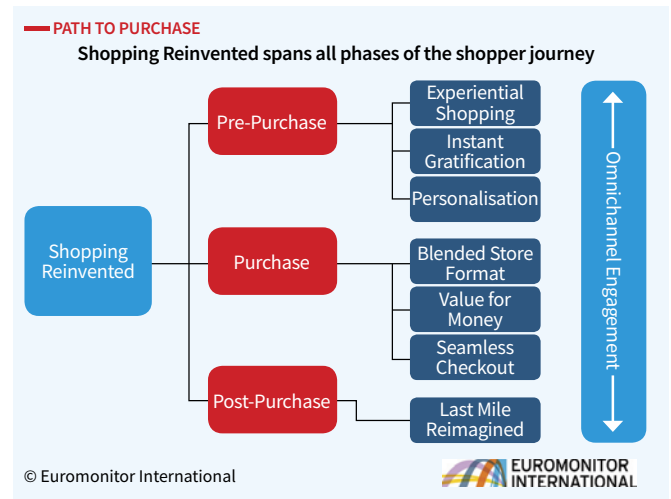 PATH TO PURCHASE
Shopping Reinvented spans all phases of the shopper journey
Shopping
Reinvented
Pre-Purchase
Experiential
Shopping
Instant
Gratification
Personalisation
Purchase
Blended Store
Format
Value for
Money
Seamless
Checkout
Post-Purchase
Last Mile
Reimagined
Omnichannel Engagement
© Euromonitor International
EUROMONITOR
INTERNATIONAL